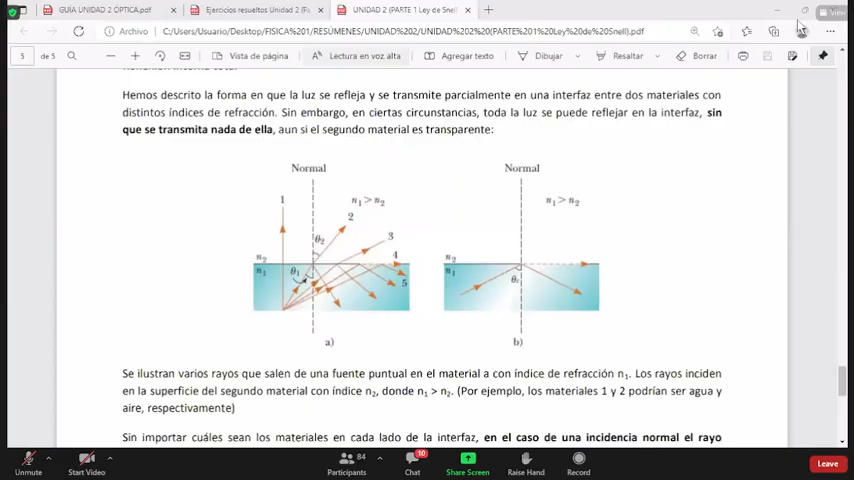 GUÍA UNIDAD 2 ÓPTICA.pdf
Ejercicios resueltos Unidad 2 (Fi
UNIDAD 2 (PARTE 1 Ley de Snell
View
Archivo
C:/Users/Usuario/Desktop/FISICA%201/RESÚMENES/UNIDAD%202/UNIDAD%202%20(PARTE%201%20Ley%20de%20Snell).pdf
5 de 5
Vista de página
Lectura en voz alta
Agregar texto
Dibujar
Resaltar
Borrar
Hemos descrito la forma en que la luz se refleja y se transmite parcialmente en una interfaz entre dos materiales con
distintos índices de refracción. Sin embargo, en ciertas circunstancias, toda la luz se puede reflejar en la interfaz, sin
que se transmita nada de ella, aun si el segundo material es transparente:
Normal
Normal
1
n₁ > n₂
n₁ > n₂
2
3
θ₂
4
n₂
n₂
n₁
θ₁
5
n₁
a)
b)
Se ilustran varios rayos que salen de una fuente puntual en el material a con índice de refracción n₁. Los rayos inciden
en la superficie del segundo material con índice n₂, donde n₁ > n₂. (Por ejemplo, los materiales 1 y 2 podrían ser agua y
aire, respectivamente)
Sin importar cuáles sean los materiales en cada lado de la interfaz, en el caso de una incidencia normal el rayo
Unmute
Start Video
84
Participants
10
Chat
Share Screen
Raise Hand
Record
Leave